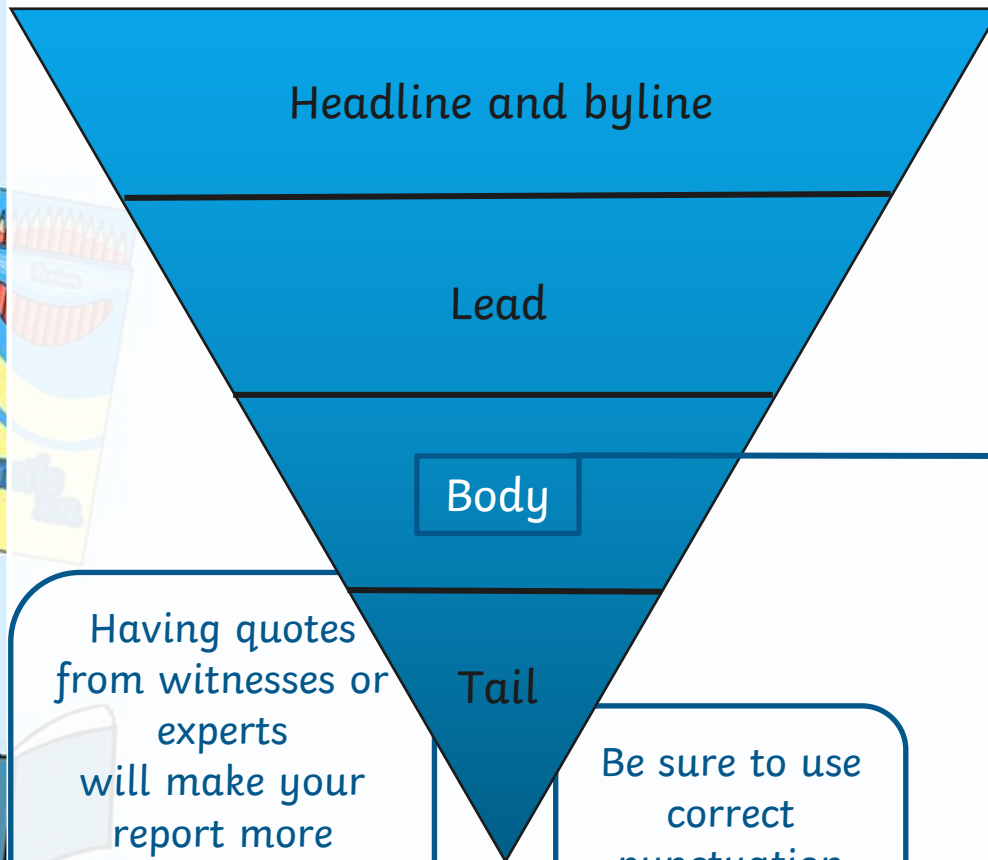 Headline and byline
Lead
Body
Tail
Having quotes
from witnesses or
experts
will make your
report more
Be sure to use
correct
punctuation